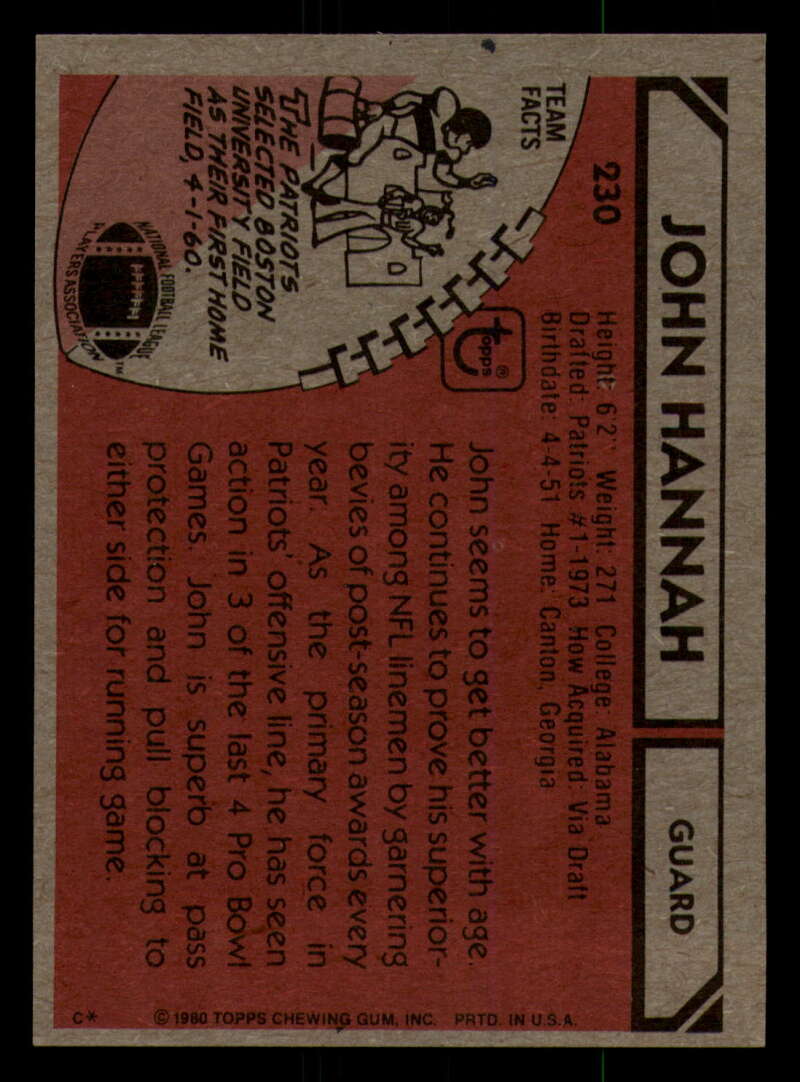 JOHN HANNAH
GUARD
230
Height: 6'2" Weight: 271 College: Alabama
Drafted: Patriots #1-1973 How Acquired: Via Draft
Birthdate: 4-4-51 Home: Canton, Georgia
TEAM
FACTS
THE PATRIOTS
SELECTED BOSTON
UNIVERSITY FIELD
AS THEIR FIRST HOME
FIELD, 4-1-60.
NATIONAL FOOTBALL LEAGUE
PLAYERS ASSOCIATION™
topps®
John seems to get better with age.
He continues to prove his superior-
ity among NFL linemen by garnering
bevies of post-season awards every
year. As the primary force in
Patriots' offensive line, he has seen
action in 3 of the last 4 Pro Bowl
Games. John is superb at pass
protection and pull blocking to
either side for running game.
C* © 1980 TOPPS CHEWING GUM, INC. PRTD. IN U.S.A.